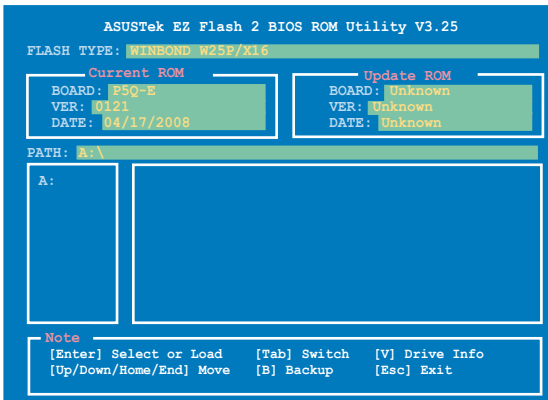 ASUSTek EZ Flash 2 BIOS ROM Utility V3.25
FLASH TYPE: WINBOND W25P/X16
Current ROM
BOARD: P5Q-E
VER: 0121
DATE: 04/17/2008
Update ROM
BOARD: Unknown
VER: Unknown
DATE: Unknown
PATH: A:\
A:
Note
[Enter] Select or Load [Tab] Switch [V] Drive Info
[Up/Down/Home/End] Move [B] Backup [Esc] Exit